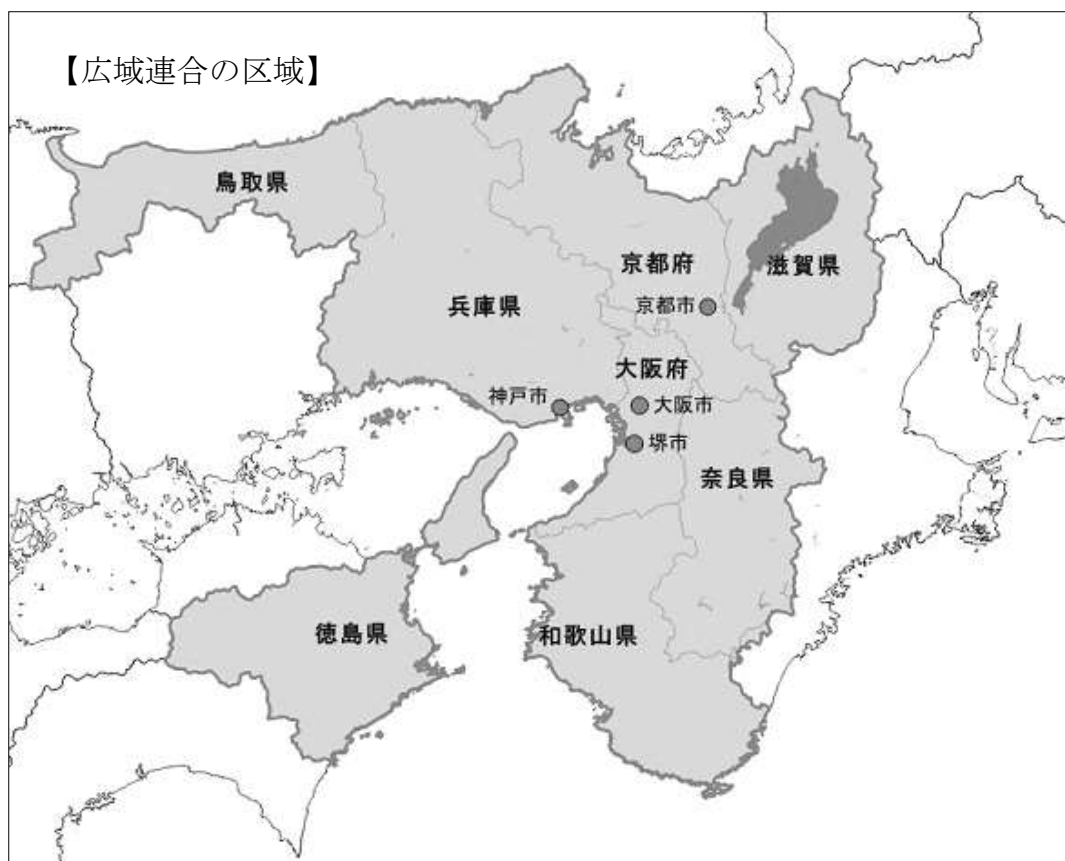 【広域連合の区域】
鳥取県
京都府
滋賀県
京都市
兵庫県
大阪府
神戸市
大阪市
堺市
奈良県
徳島県
和歌山県